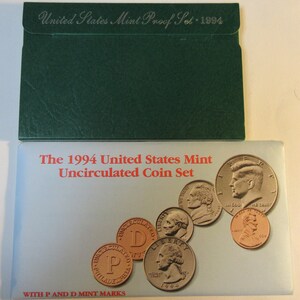 United States Mint Proof Set • 1994
The 1994 United States Mint
Uncirculated Coin Set
D
P
WITH P AND D MINT MARKS